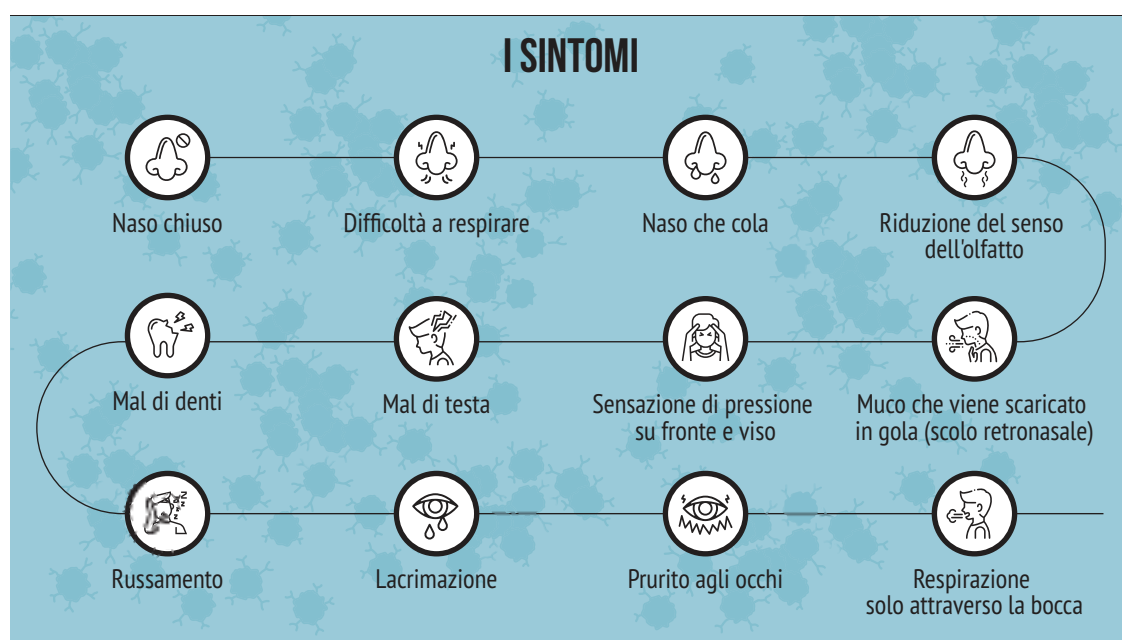 I SINTOMI
Naso chiuso
Difficoltà a respirare
Naso che cola
Riduzione del senso
dell'olfatto
Mal di denti
Mal di testa
Sensazione di pressione
su fronte e viso
Muco che viene scaricato
in gola (scolo retronasale)
Russamento
Lacrimazione
Prurito agli occhi
Respirazione
solo attraverso la bocca